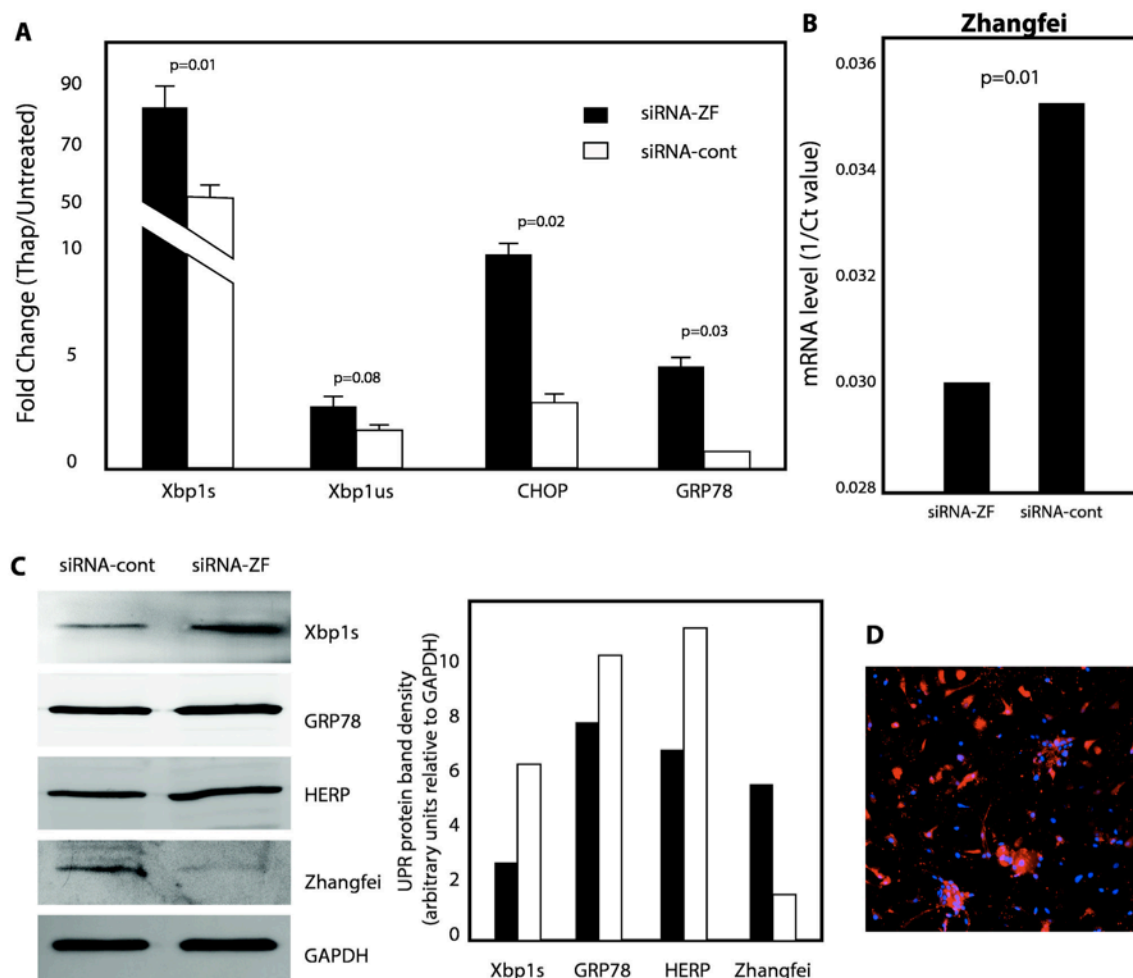 A
Fold Change (Thap/Untreated)
90
70
50
10
5
0
p=0.01
p=0.08
p=0.02
p=0.03
siRNA-ZF
siRNA-cont
Xbp1s
Xbp1us
CHOP
GRP78
B
Zhangfei
mRNA level (1/Ct value)
0.036
0.034
0.032
0.030
0.028
p=0.01
siRNA-ZF
siRNA-cont
C
siRNA-cont
siRNA-ZF
Xbp1s
GRP78
HERP
Zhangfei
GAPDH
UPR protein band density
(arbitrary units relative to GAPDH)
10
8
6
4
2
0
Xbp1s
GRP78
HERP
Zhangfei
D